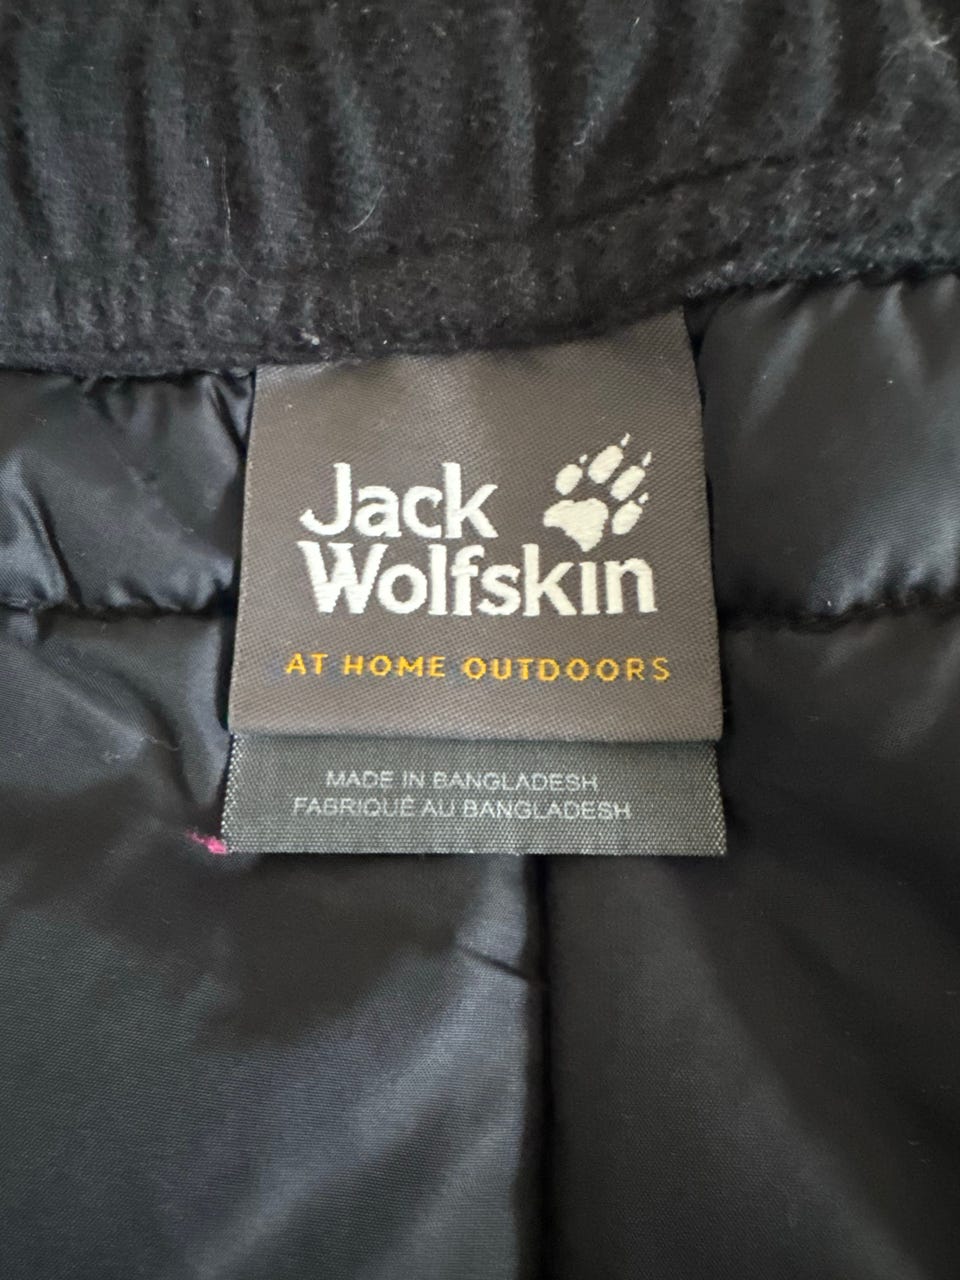 Jack
Wolfskin
AT HOME OUTDOORS
MADE IN BANGLADESH
FABRIQUÉ AU BANGLADESH